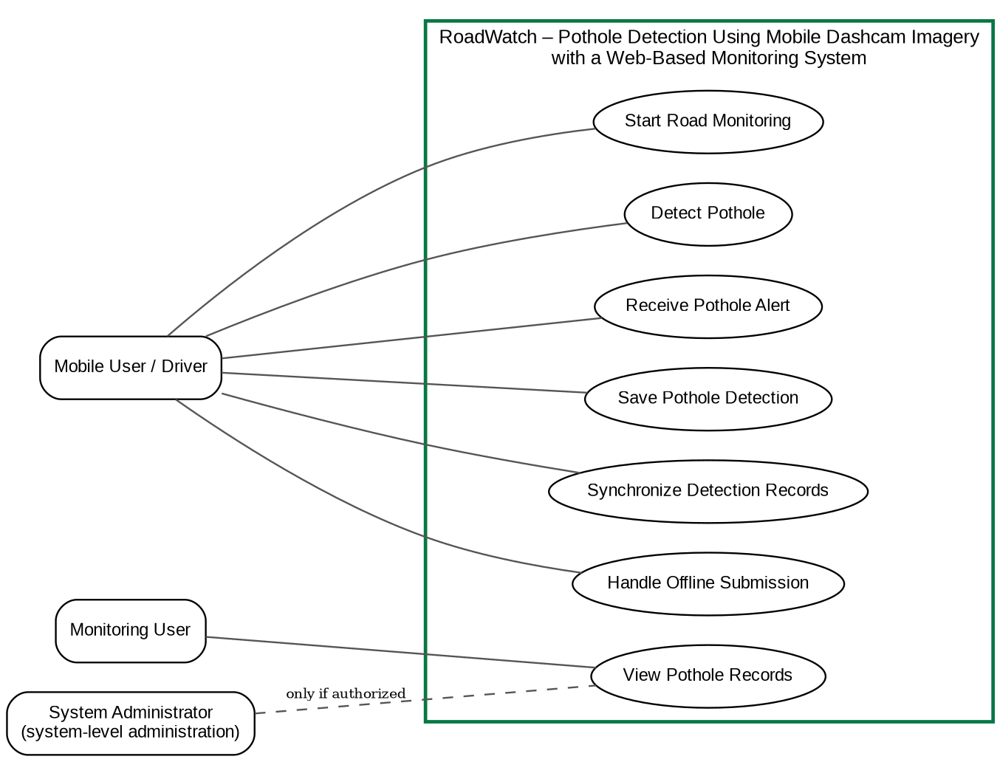 RoadWatch – Pothole Detection Using Mobile Dashcam Imagery
with a Web-Based Monitoring System
Start Road Monitoring
Detect Pothole
Receive Pothole Alert
Mobile User / Driver
Save Pothole Detection
Synchronize Detection Records
Handle Offline Submission
Monitoring User
View Pothole Records
only if authorized
System Administrator
(system-level administration)